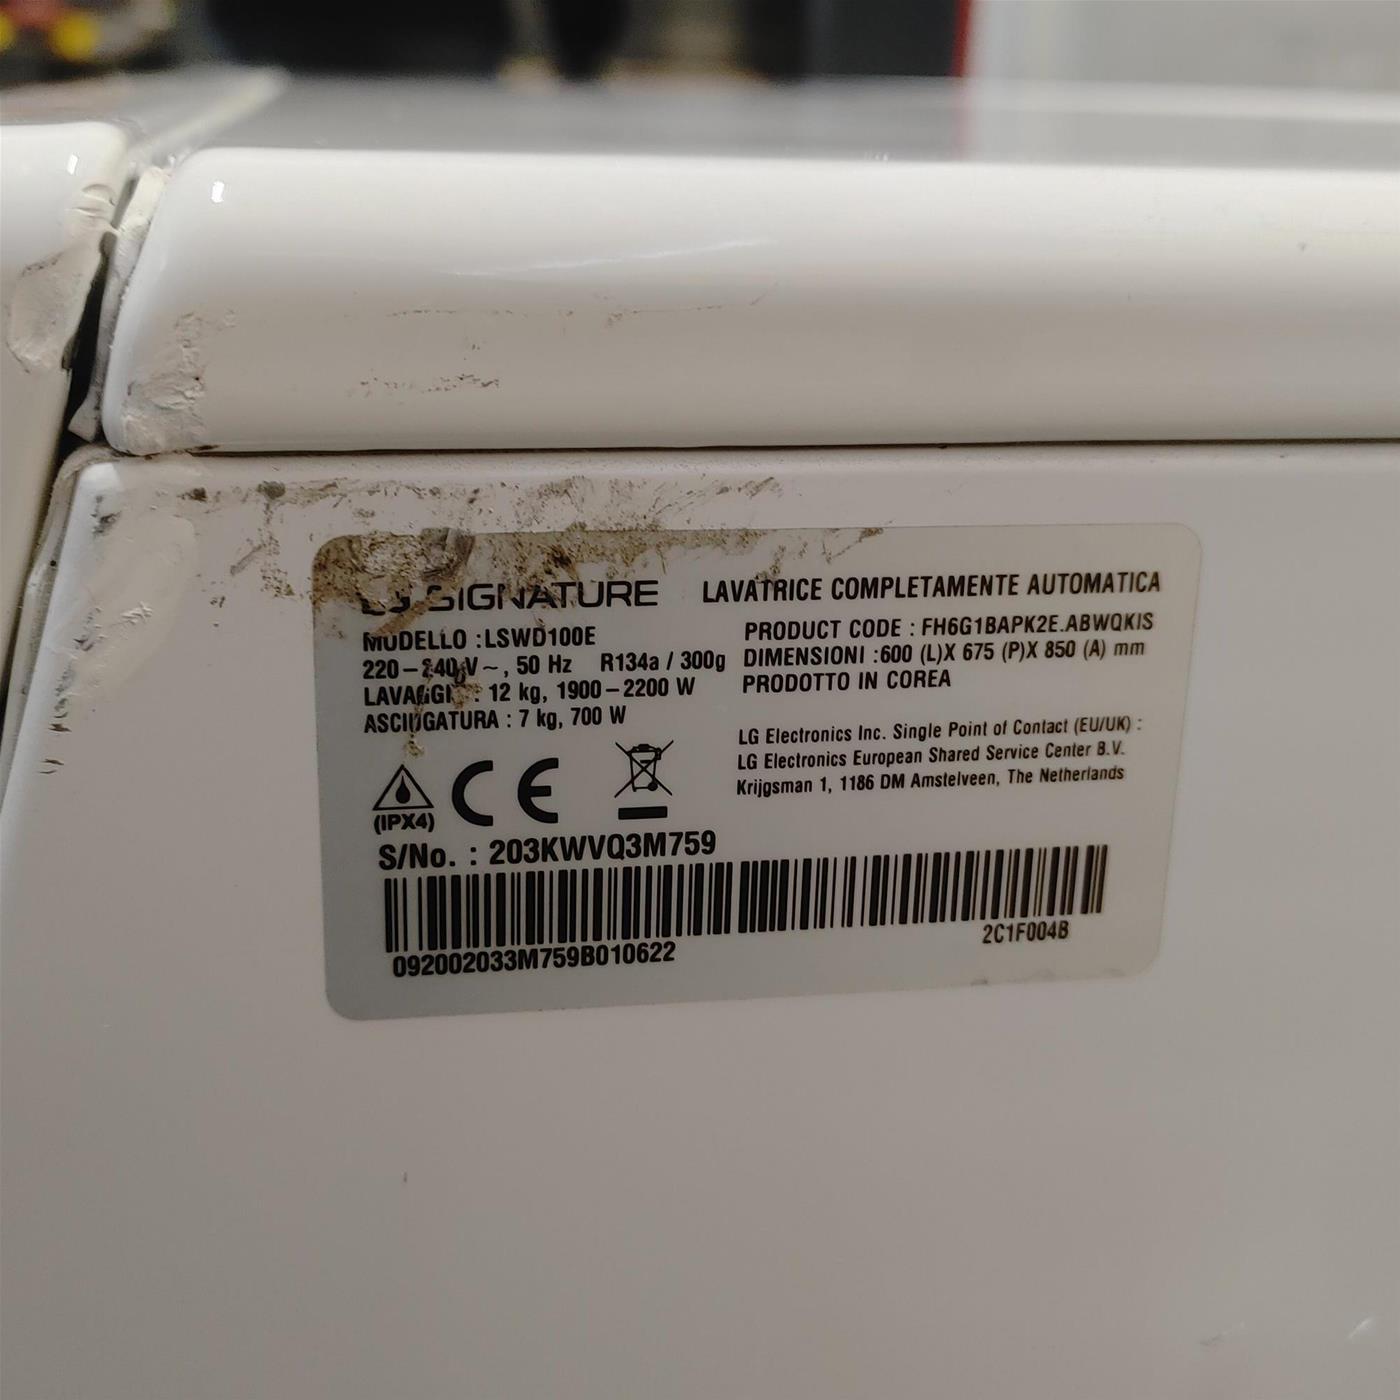 LG SIGNATURE LAVATRICE COMPLETAMENTE AUTOMATICA
MODELLO :LSWD100E
220–240 V ~ , 50 Hz R134a / 300g
LAVAGGIO : 12 kg, 1900–2200 W
ASCIUGATURA : 7 kg, 700 W
PRODUCT CODE : FH6G1BAPK2E.ABWQKIS
DIMENSIONI :600 (L)X 675 (P)X 850 (A) mm
PRODOTTO IN COREA
LG Electronics Inc. Single Point of Contact (EU/UK) :
LG Electronics European Shared Service Center B.V.
Krijgsman 1, 1186 DM Amstelveen, The Netherlands
(IPX4)
CE
S/No. : 203KWVQ3M759
092002033M759B010622
2C1F004B